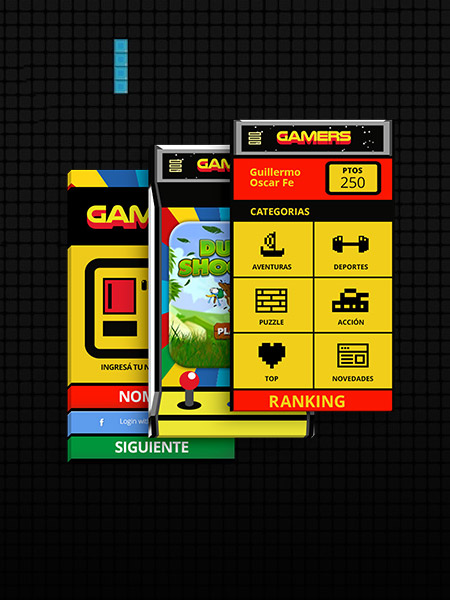 GAMERS
Guillermo
Oscar Fe
PTOS
250
CATEGORIAS
AVENTURAS
DEPORTES
PUZZLE
ACCIÓN
TOP
NOVEDADES
RANKING
GAM
DU
SHOO
PL
GAM
INGRESÁ TU N
NOM
f
Login wit
SIGUIENTE